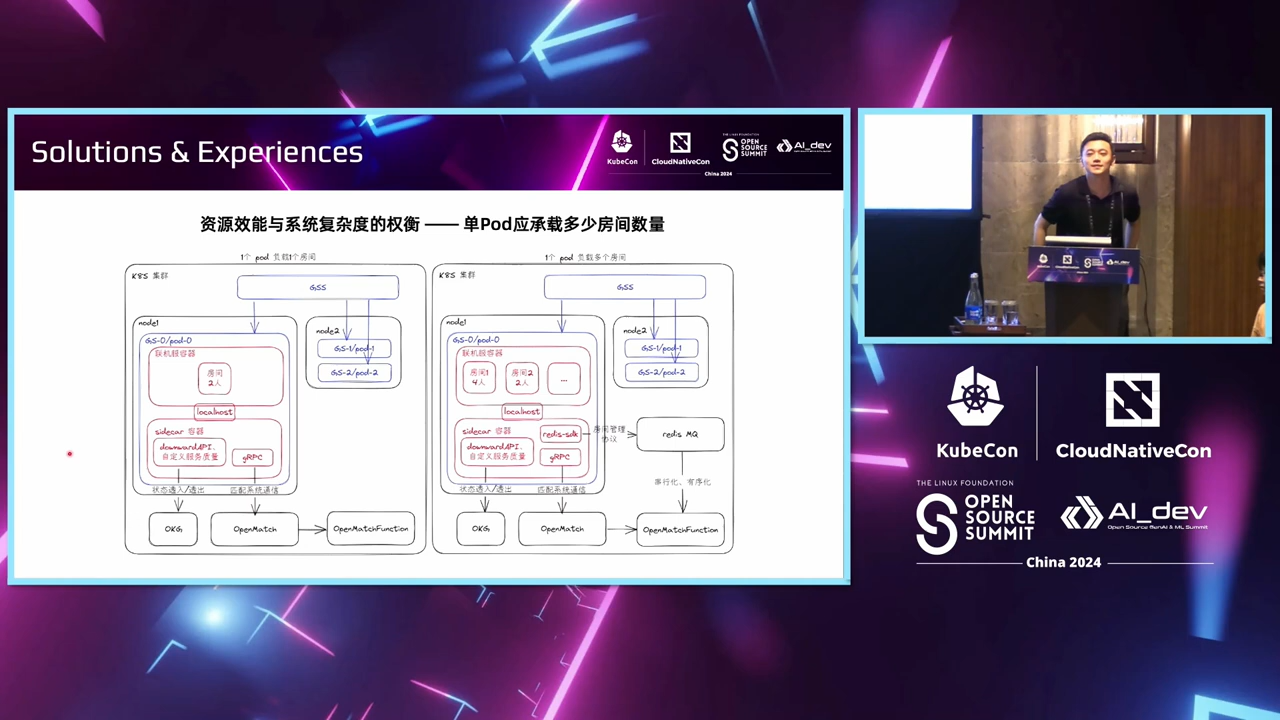 Solutions & Experiences
KubeCon
CloudNativeCon
THE LINUX FOUNDATION
OPEN SOURCE SUMMIT
AI_dev
China 2024
资源效能与系统复杂度的权衡 —— 单Pod应承载多少房间数量
1个 pod 负载1个房间
K8S 集群
GSS
node1
GS-0/pod-0
联机服容器
房间
2人
localhost
sidecar 容器
downwardAPI、
自定义服务质量
gRPC
状态透入/透出
匹配系统通信
node2
GS-1/pod-1
GS-2/pod-2
OKG
OpenMatch
OpenMatchFunction
1个 pod 负载多个房间
K8S 集群
GSS
node1
GS-0/pod-0
联机服容器
房间1
4人
房间2
2人
...
localhost
sidecar 容器
redis-sdk
downwardAPI、
自定义服务质量
gRPC
状态透入/透出
匹配系统通信
node2
GS-1/pod-1
GS-2/pod-2
房间管理
协议
redis MQ
串行化、有序化
OKG
OpenMatch
OpenMatchFunction
KubeCon
CloudNativeCon
THE LINUX FOUNDATION
OPEN
SOURCE
SUMMIT
AI_dev
Open Source GenAI & ML Summit
China 2024